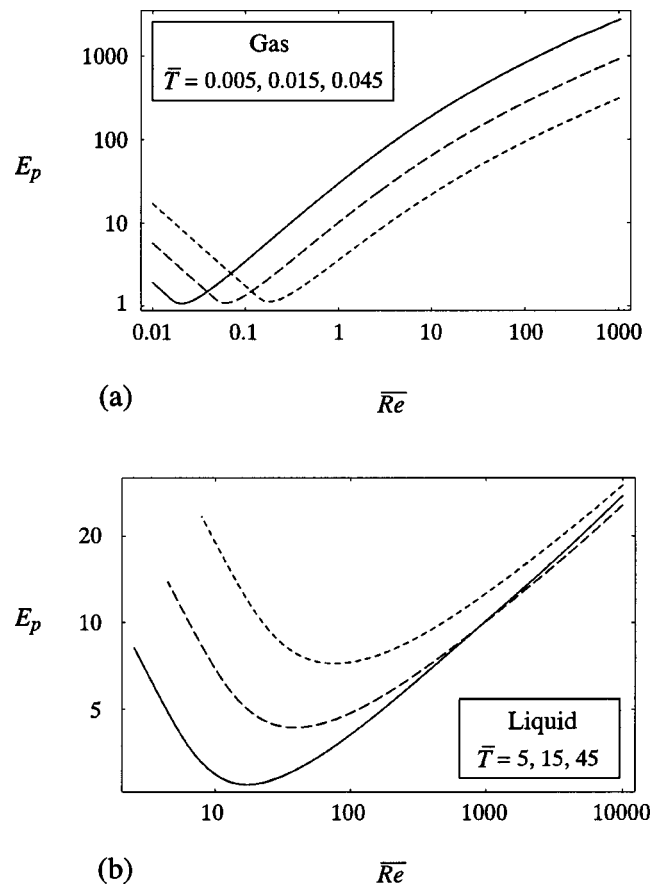 Gas
T̅ = 0.005, 0.015, 0.045
1000
100
E_p
10
1
0.01 0.1 1 10 100 1000
(a)
R̅e̅
20
10
E_p
5
Liquid
T̅ = 5, 15, 45
10 100 1000 10000
(b)
R̅e̅